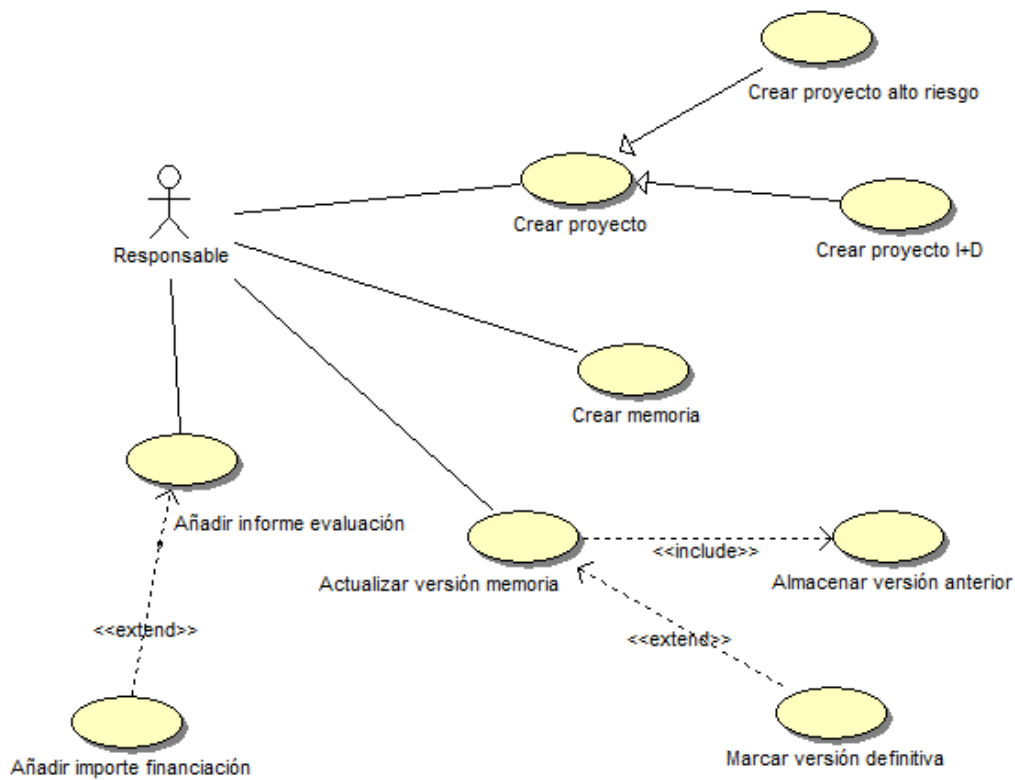 Crear proyecto alto riesgo
Crear proyecto
Crear proyecto I+D
Responsable
Crear memoria
Añadir informe evaluación
Actualizar versión memoria
<<include>>
Almacenar versión anterior
<<extend>>
<<extend>>
Añadir importe financiación
Marcar versión definitiva